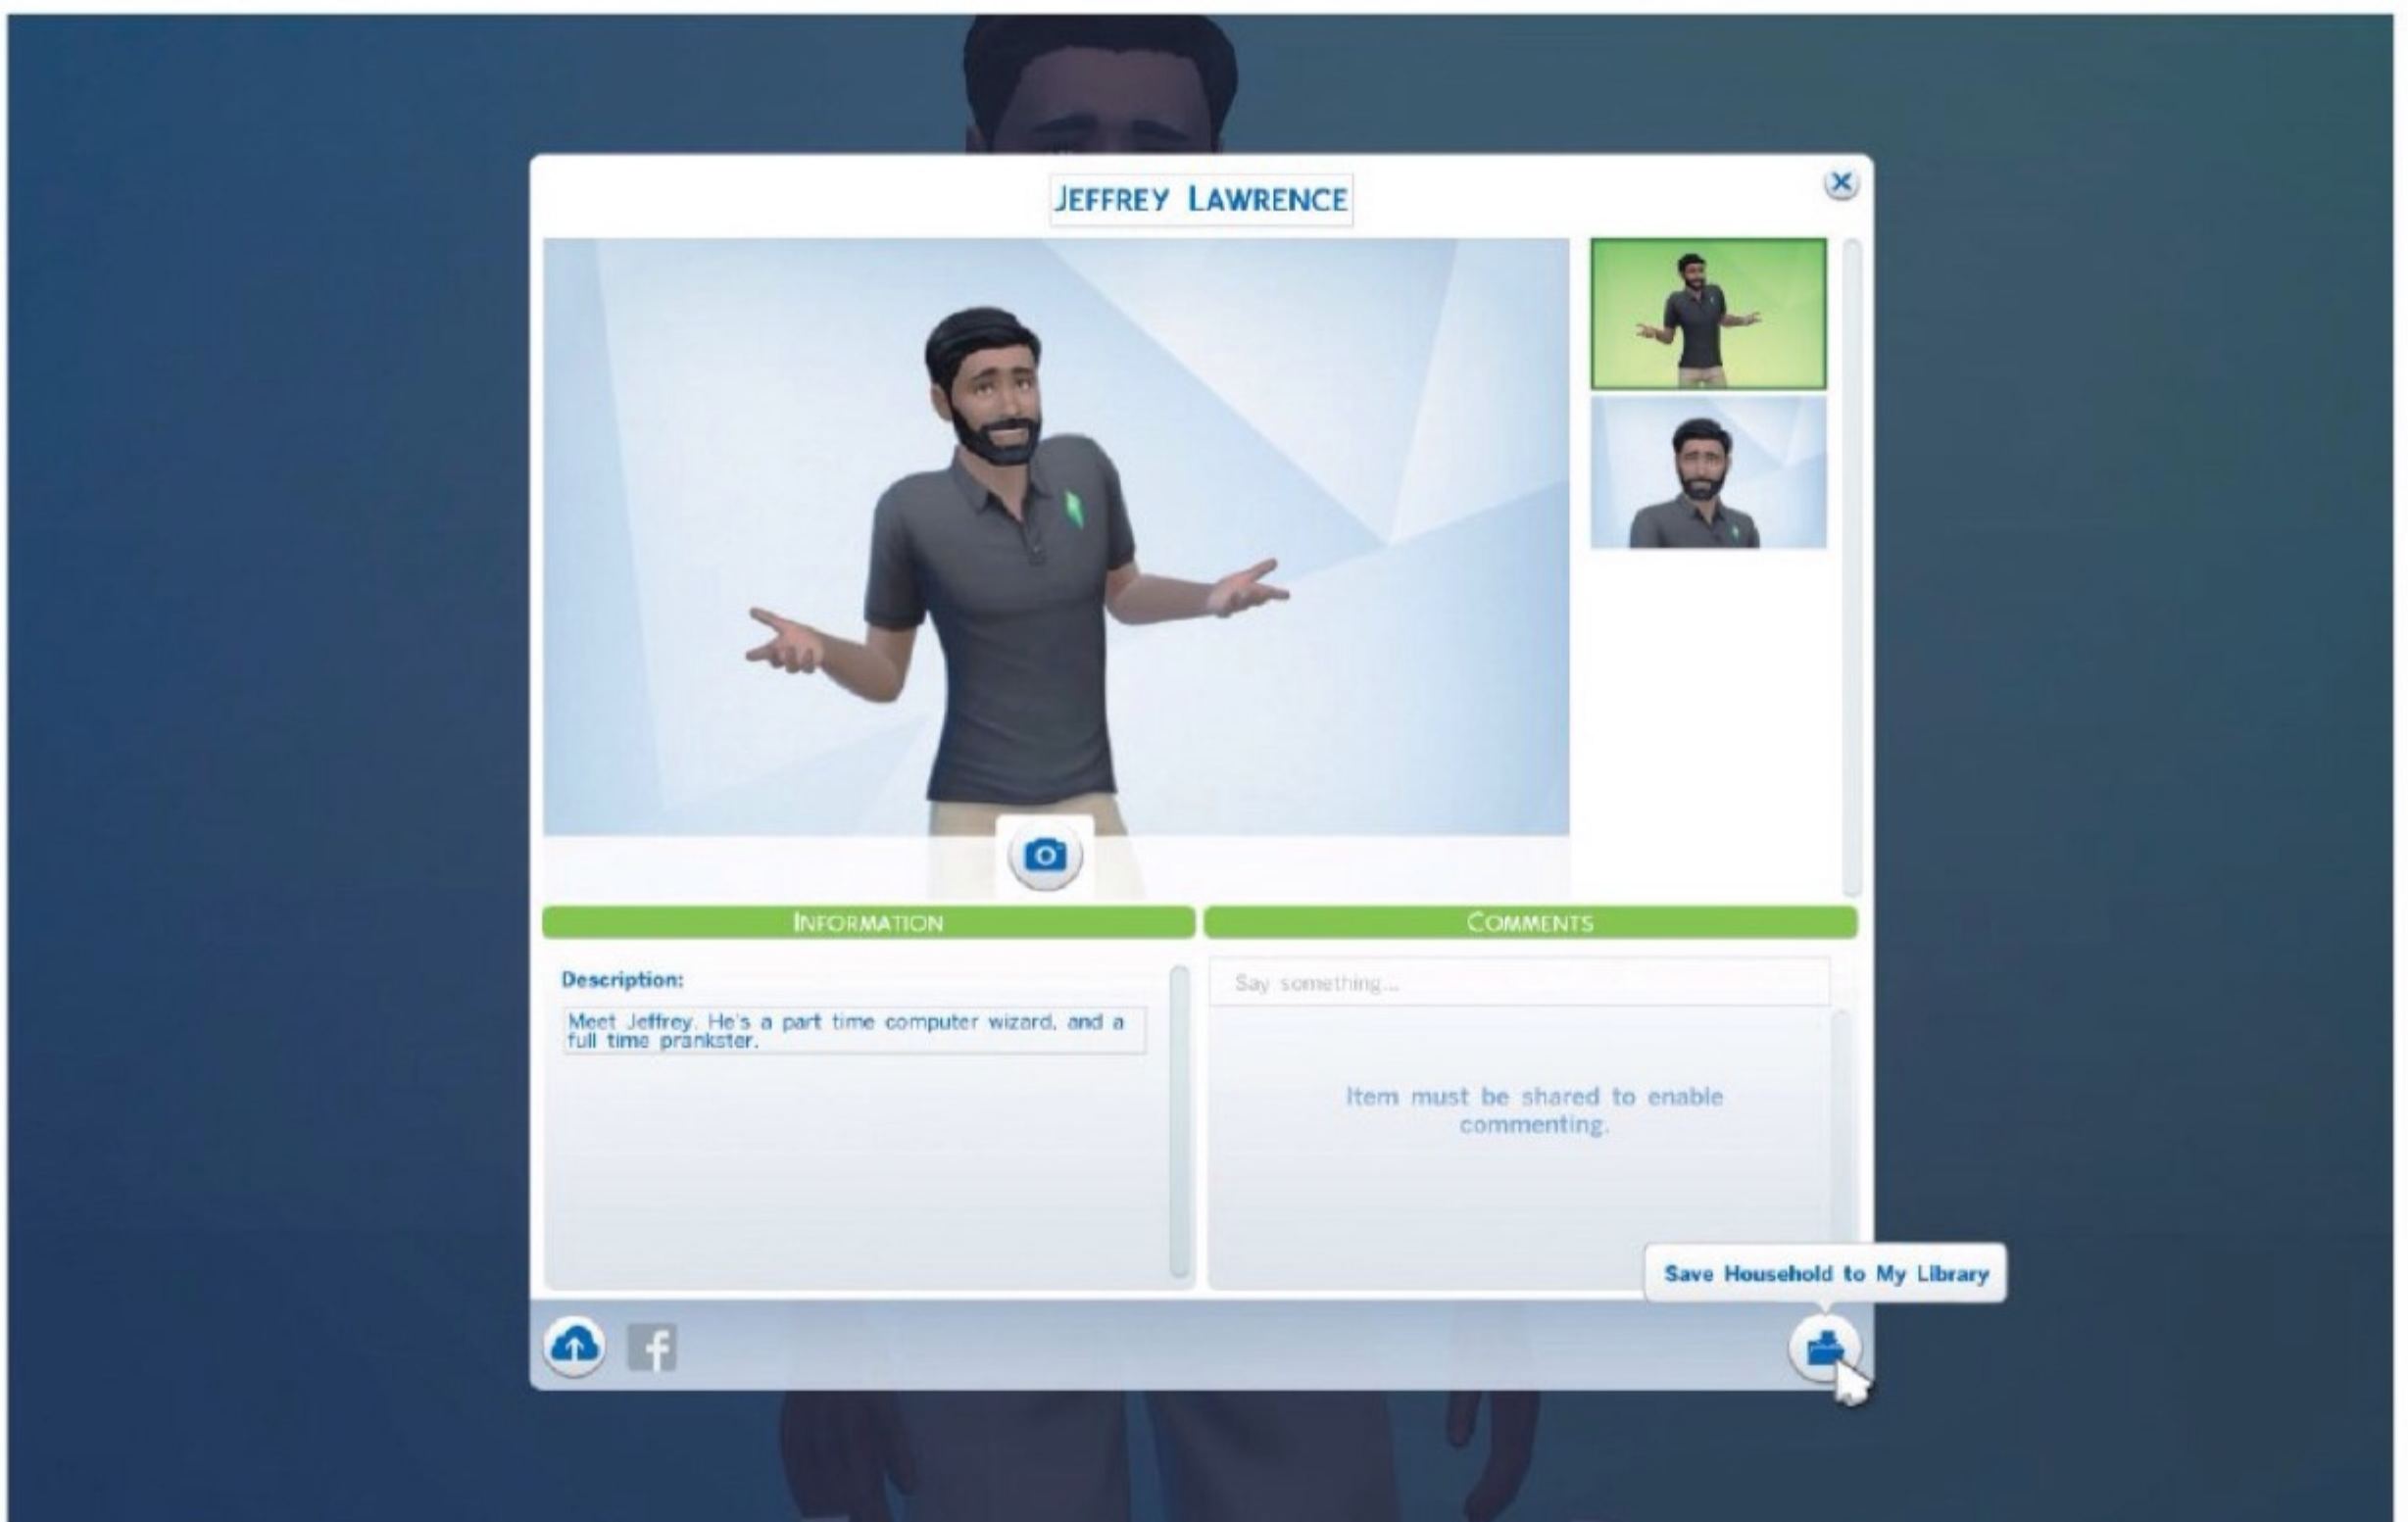 JEFFREY LAWRENCE
INFORMATION
COMMENTS
Description:
Meet Jeffrey. He's a part time computer wizard, and a
full time prankster.
Say something...
Item must be shared to enable
commenting.
Save Household to My Library
f